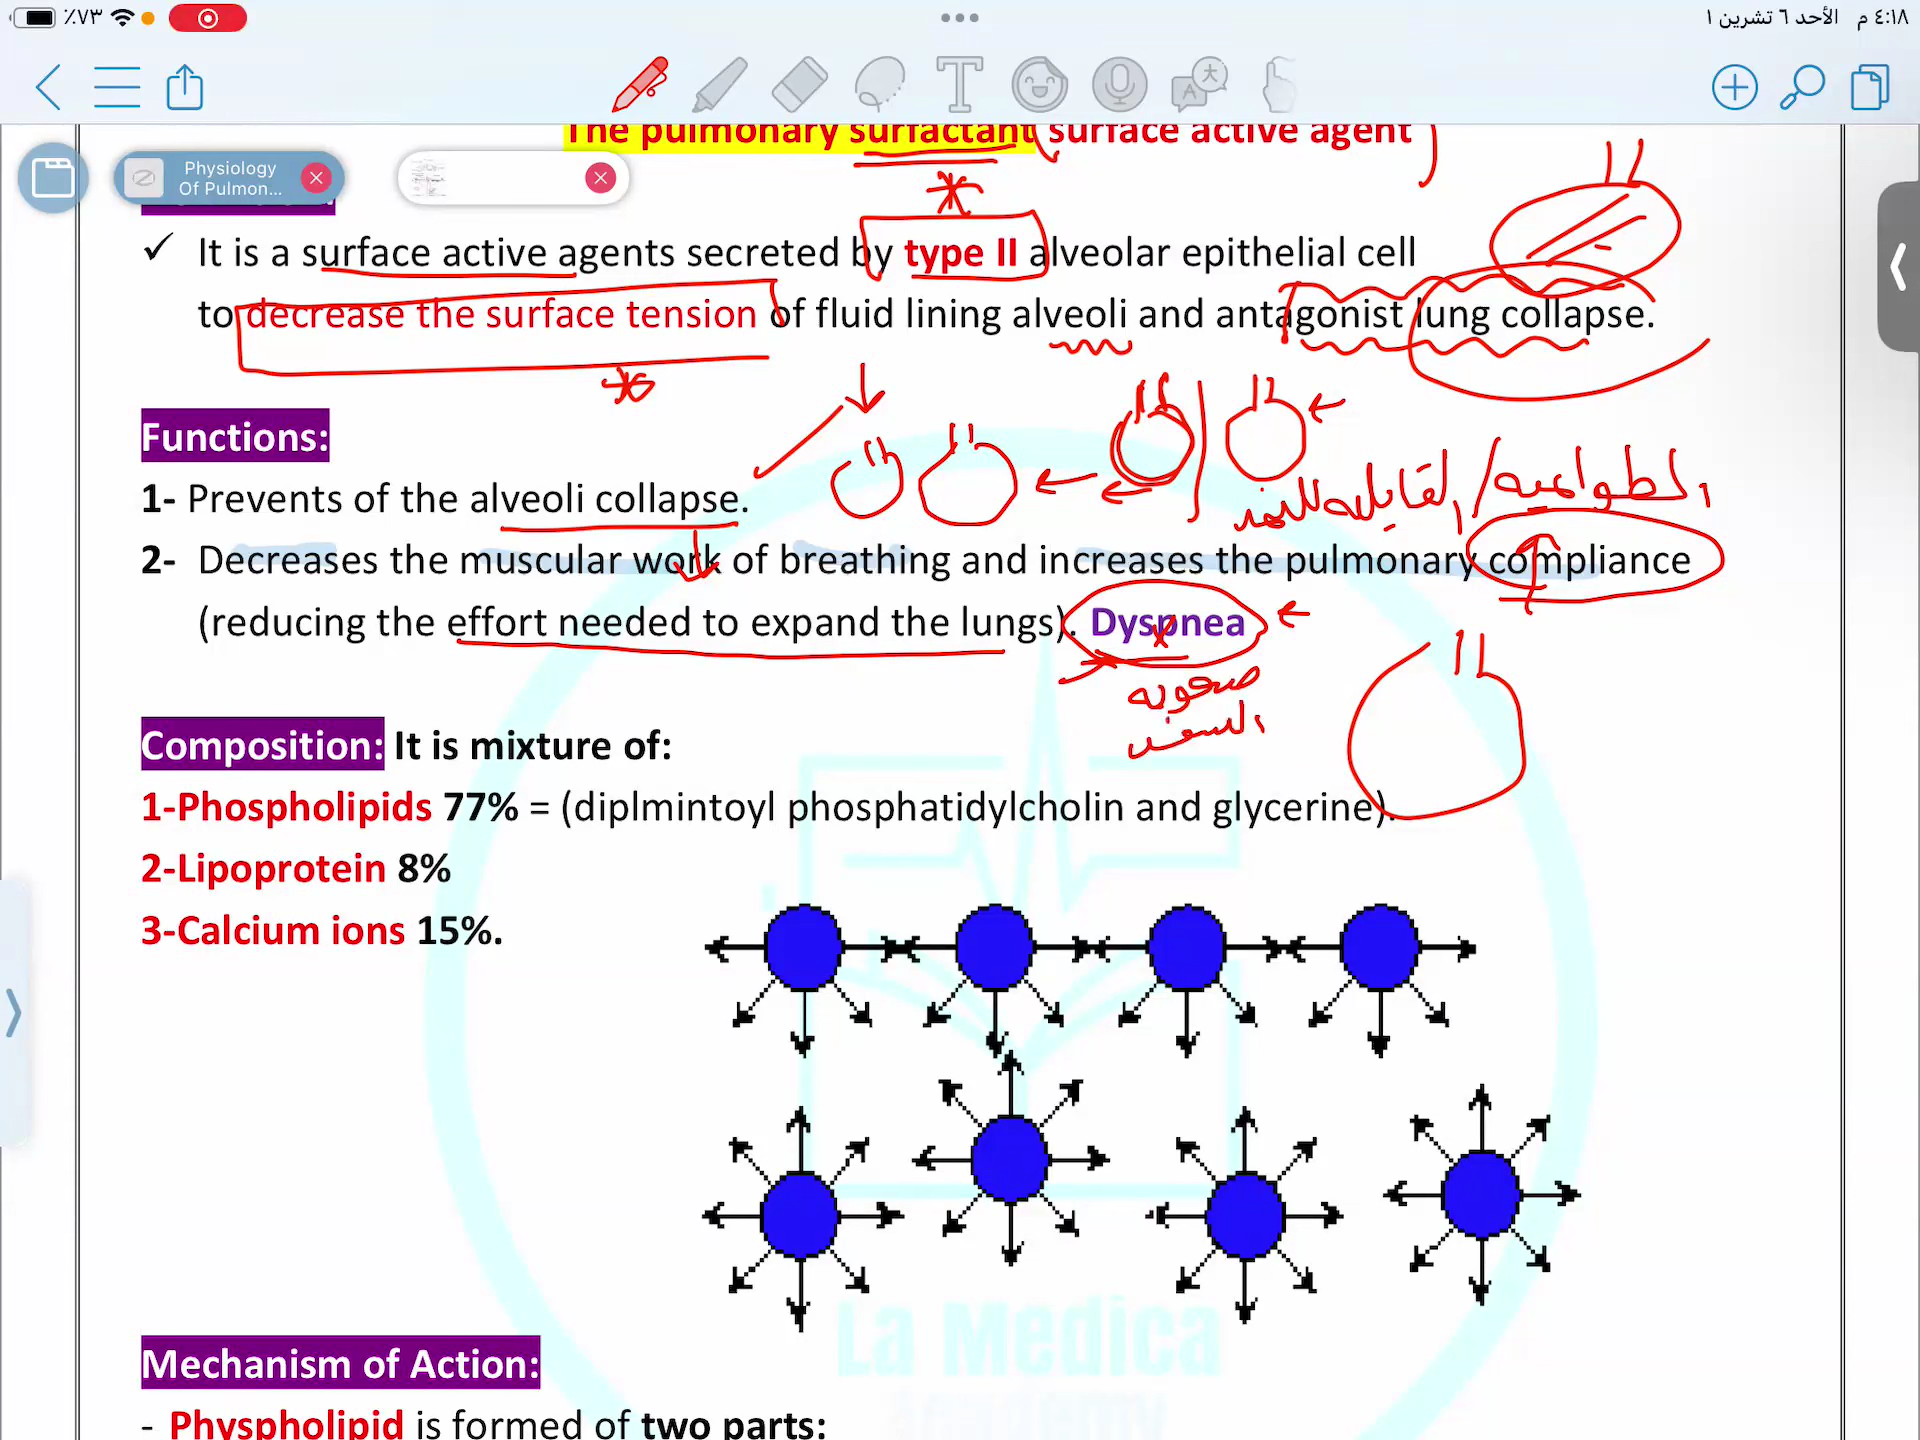 ٪٧٣
٤:١٨ م الأحد ٦ تشرين ١
The pulmonary surfactant (surface active agent)
Physiology
Of Pulmon...
✓ It is a surface active agents secreted by type II alveolar epithelial cell
to decrease the surface tension of fluid lining alveoli and antagonist lung collapse.
Functions:
1- Prevents of the alveoli collapse.
القابلية للتمدد / المطواعية
2- Decreases the muscular work of breathing and increases the pulmonary compliance
(reducing the effort needed to expand the lungs). Dyspnea
صعوبة
التنفس
Composition: It is mixture of:
1-Phospholipids 77% = (diplmintoyl phosphatidylcholin and glycerine).
2-Lipoprotein 8%
3-Calcium ions 15%.
La Medica
Academy
Mechanism of Action:
- Physpholipid is formed of two parts: